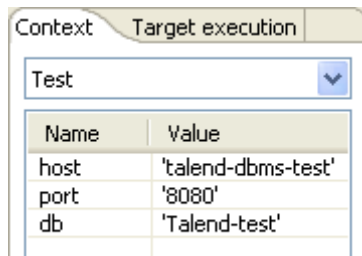 Context Target execution
Test
Name Value
host 'talend-dbms-test'
port '8080'
db 'Talend-test'